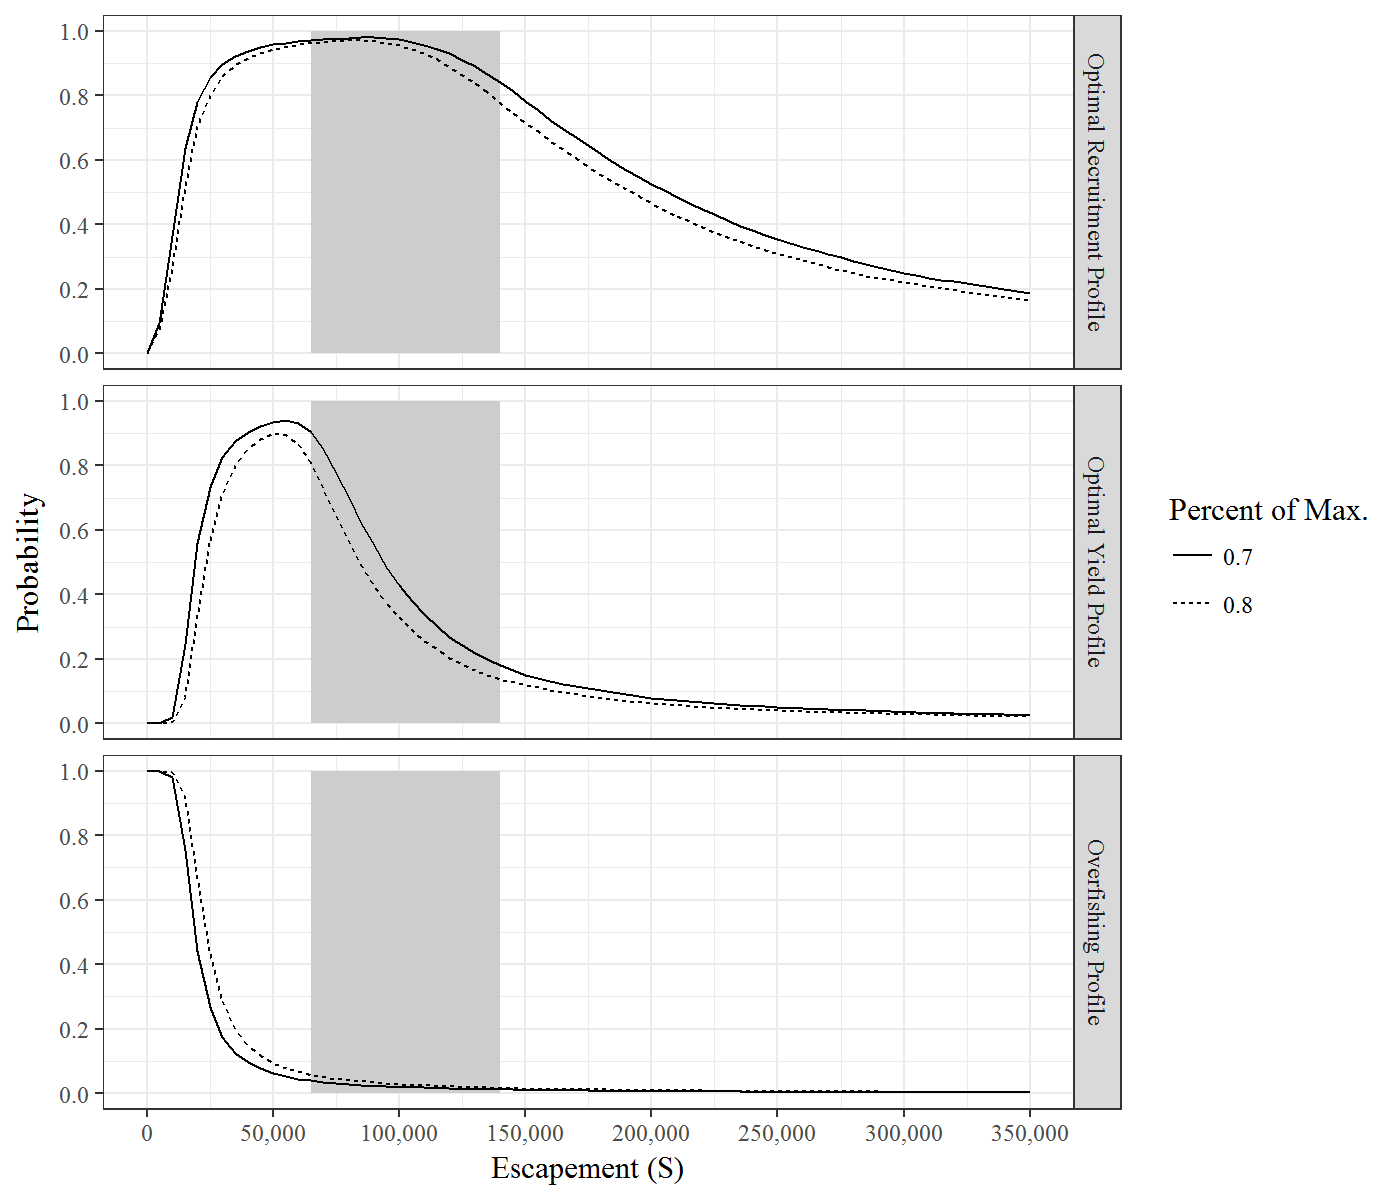 1.0
0.8
0.6
0.4
0.2
0.0
Optimal Recruitment Profile
1.0
0.8
0.6
0.4
0.2
0.0
Optimal Yield Profile
1.0
0.8
0.6
0.4
0.2
0.0
Overfishing Profile
Probability
0 50,000 100,000 150,000 200,000 250,000 300,000 350,000
Escapement (S)
Percent of Max.
0.7
0.8